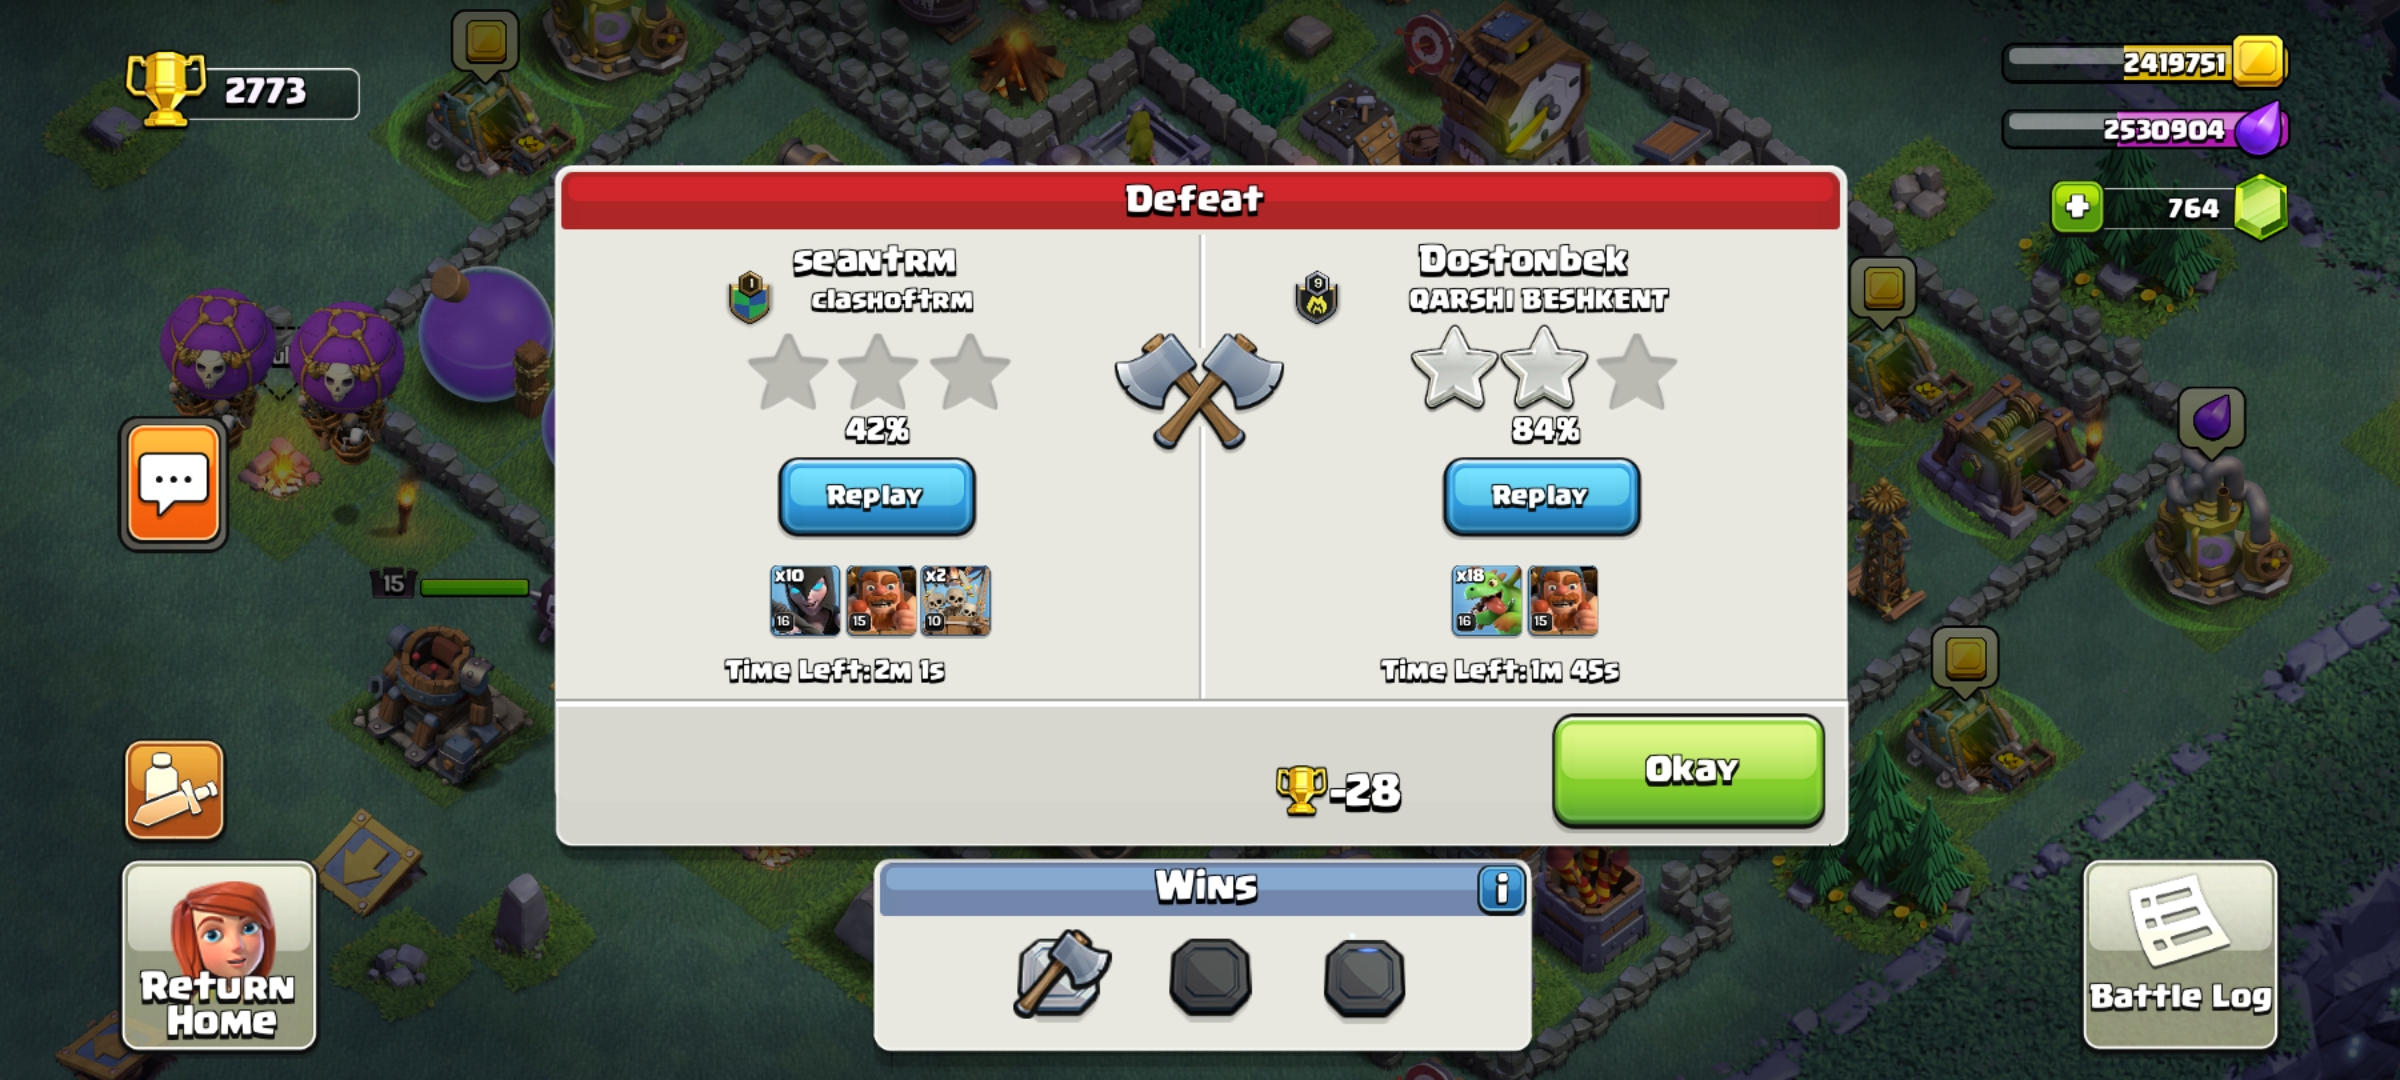 2773
2419751
2530904
764
Defeat
seantRM
clashoftRM
1
42%
Replay
x10
16
15
x2
10
Time Left:2m 1s
Dostonbek
QARSHI BESHKENT
9
84%
Replay
x18
16
15
Time Left:1m 45s
-28
Okay
15
Wins
i
Return
Home
Battle Log